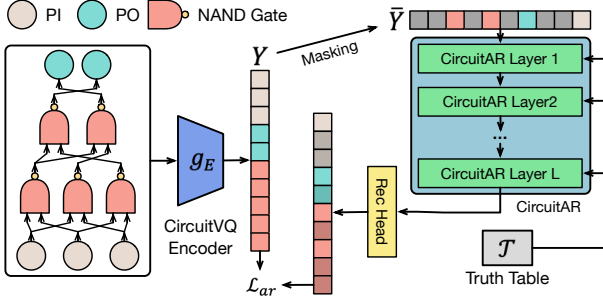 PI
PO
NAND Gate
Y
Masking
Ȳ
CircuitAR Layer 1
CircuitAR Layer2
...
CircuitAR Layer L
CircuitAR
g_E
CircuitVQ
Encoder
Rec Head
𝒯
Truth Table
ℒ_ar